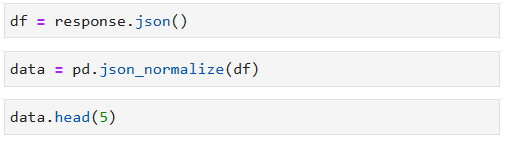 df = response.json()
data = pd.json_normalize(df)
data.head(5)